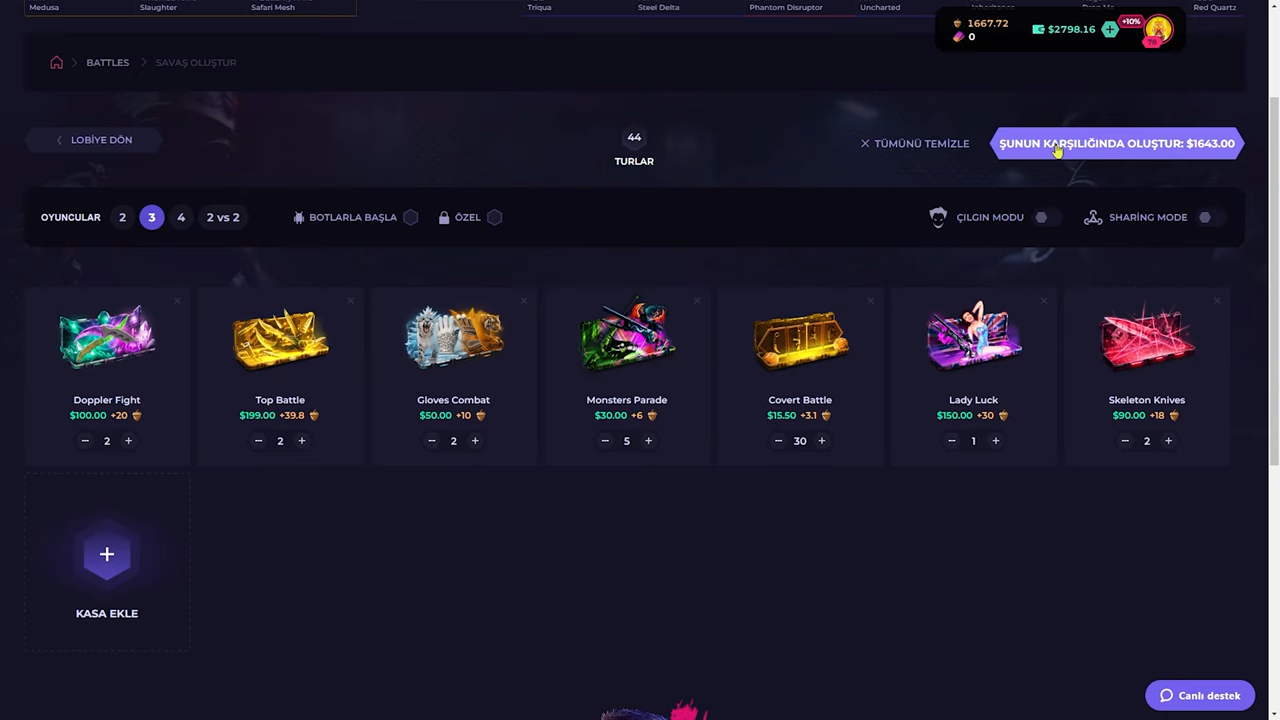 Medusa
Slaughter
Safari Mesh
Triqua
Steel Delta
Phantom Disruptor
Uncharted
Red Quartz
1667.72
0
$2798.16
+
+10%
BATTLES
SAVAŞ OLUŞTUR
LOBİYE DÖN
44
TURLAR
TÜMÜNÜ TEMİZLE
ŞUNUN KARŞILIĞINDA OLUŞTUR: $1643.00
OYUNCULAR 2 3 4 2 vs 2
BOTLARLA BAŞLA
ÖZEL
ÇILGIN MODU
SHARİNG MODE
Doppler Fight
$100.00 +20
− 2 +
Top Battle
$199.00 +39.8
− 2 +
Gloves Combat
$50.00 +10
− 2 +
Monsters Parade
$30.00 +6
− 5 +
Covert Battle
$15.50 +3.1
− 30 +
Lady Luck
$150.00 +30
− 1 +
Skeleton Knives
$90.00 +18
− 2 +
+
KASA EKLE
Canlı destek